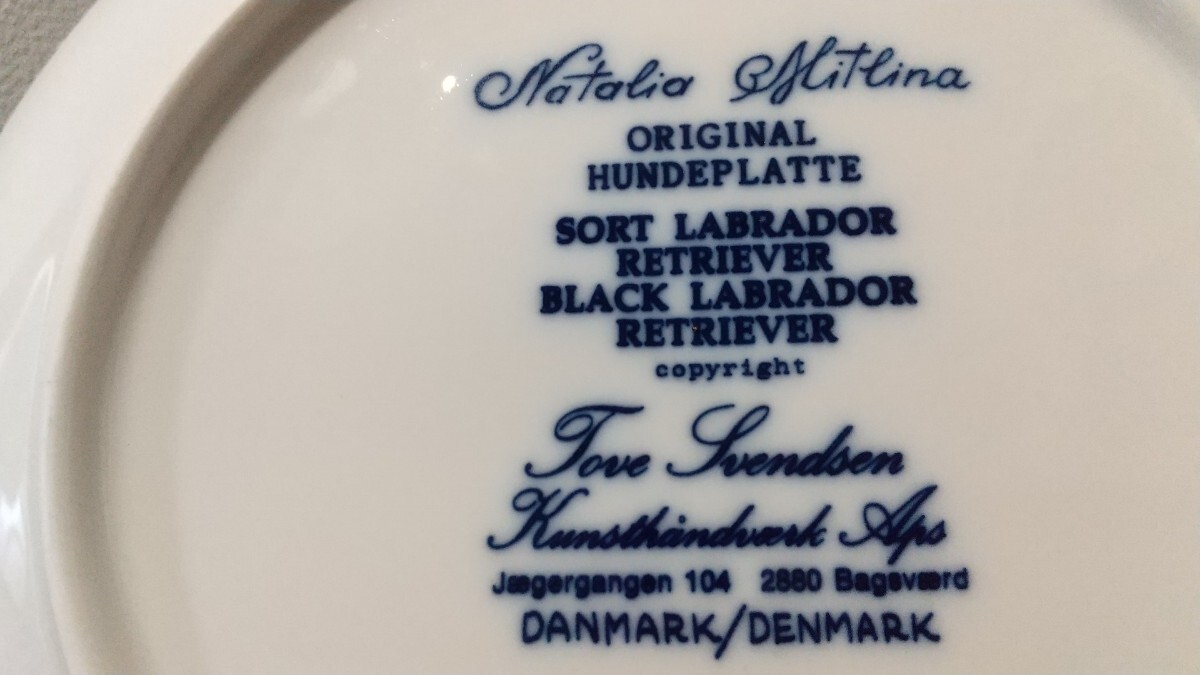 Natalia Mitlina
ORIGINAL
HUNDEPLATTE
SORT LABRADOR
RETRIEVER
BLACK LABRADOR
RETRIEVER
copyright
Tove Svendsen
Kunsthåndværk Aps
Jægergangen 104 2880 Bagsværd
DANMARK/DENMARK